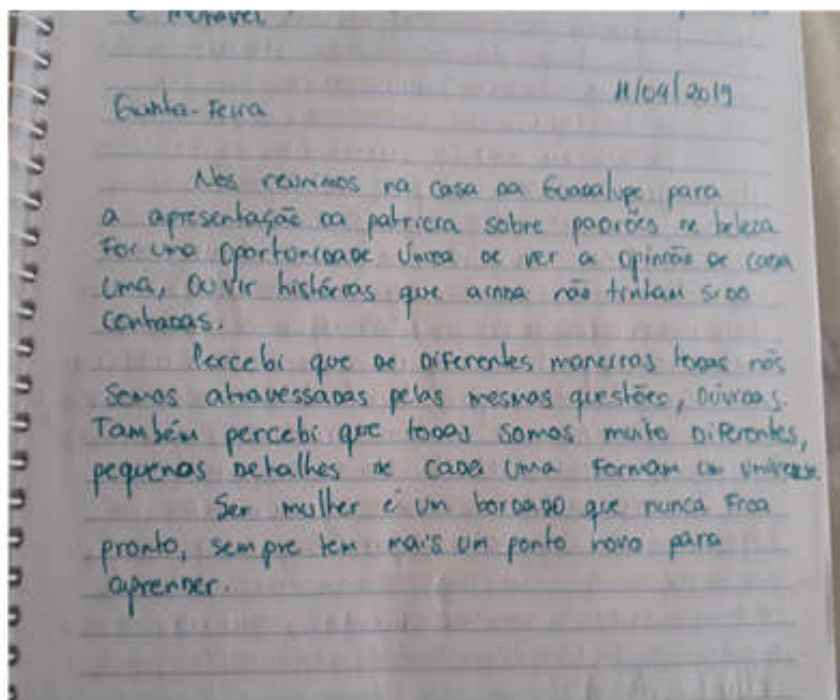 e
11/04/2019
Quinta-Feira
Nos reunimos na casa da Guadalupe para
a apresentação da patricia sobre padrões de beleza
Foi uma oportunidade única de ver a opinião de cada
uma, ouvir histórias que ainda não tinham sido
contadas.
Percebi que de diferentes maneiras todas nós
somos atravessadas pelas mesmas questões, dúvidas.
Também percebi que todas somos muito diferentes,
pequenos detalhes de cada uma formam um universo
Ser mulher é um bordado que nunca fica
pronto, sempre tem mais um ponto novo para
aprender.